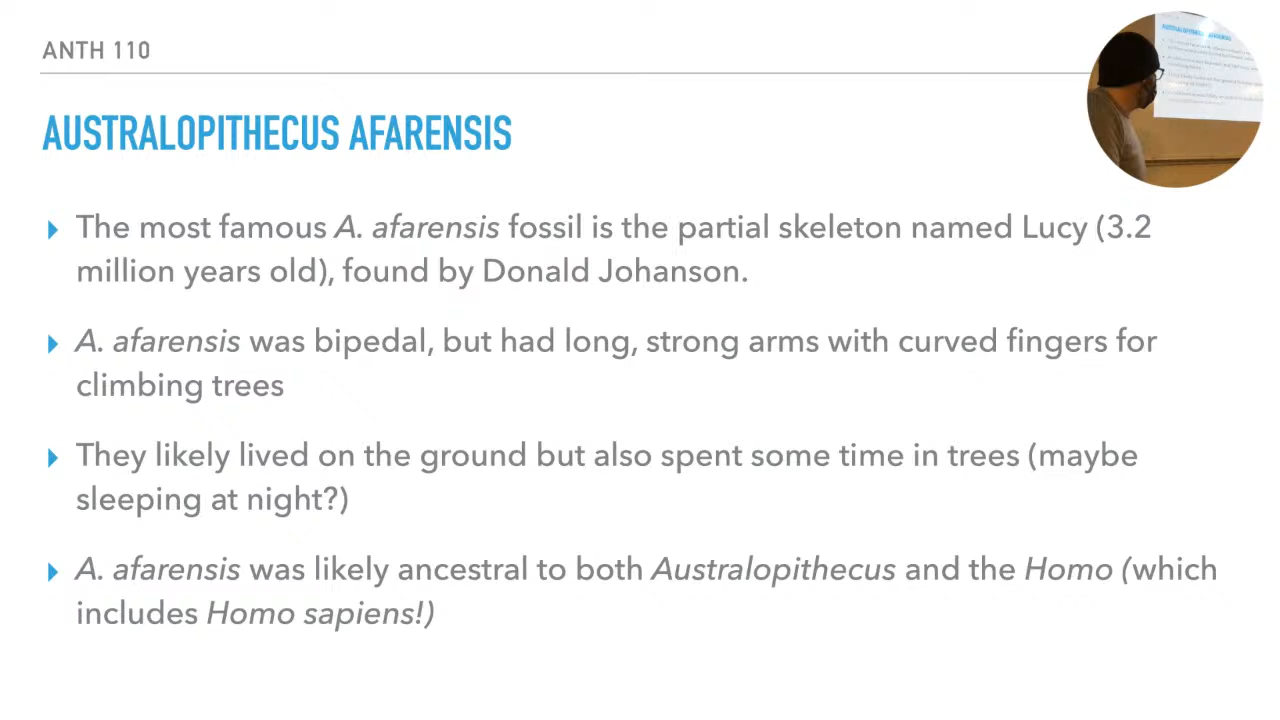 ANTH 110
AUSTRALOPITHECUS AFARENSIS
The most famous A. afarensis fossil is the partial skeleton named Lucy (3.2
million years old), found by Donald Johanson.
A. afarensis was bipedal, but had long, strong arms with curved fingers for
climbing trees
They likely lived on the ground but also spent some time in trees (maybe
sleeping at night?)
A. afarensis was likely ancestral to both Australopithecus and the Homo (which
includes Homo sapiens!)